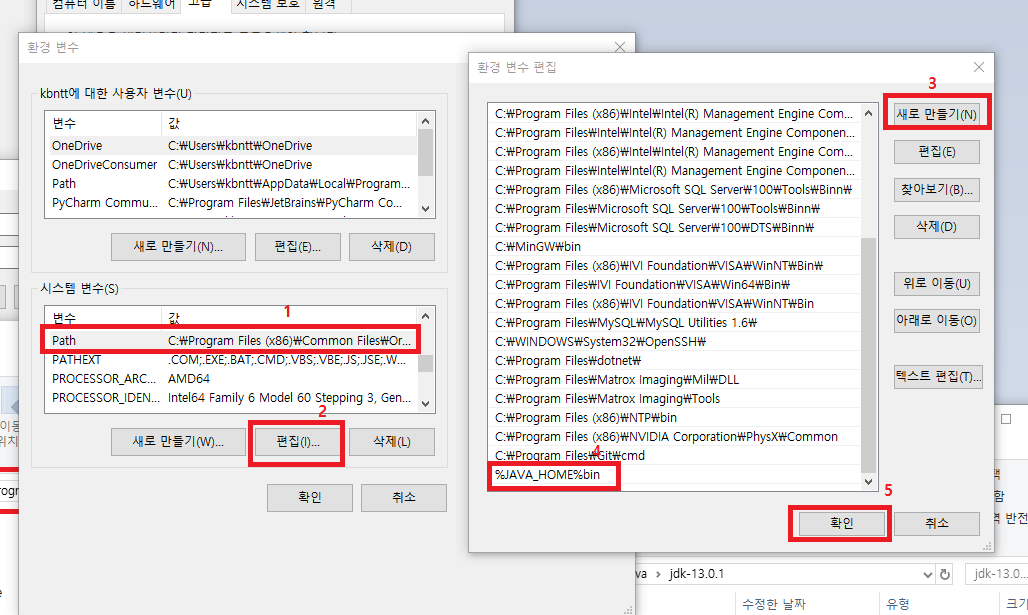 컴퓨터 이름 하드웨어 고급 시스템 보호 원격
환경 변수
kbntt에 대한 사용자 변수(U)
변수 값
OneDrive C:₩Users₩kbntt₩OneDrive
OneDriveConsumer C:₩Users₩kbntt₩OneDrive
Path C:₩Users₩kbntt₩AppData₩Local₩Program...
PyCharm Commu... C:₩Program Files₩JetBrains₩PyCharm Co...
새로 만들기(N)... 편집(E)... 삭제(D)
시스템 변수(S)
1
변수 값
Path C:₩Program Files (x86)₩Common Files₩Or...
PATHEXT .COM;.EXE;.BAT;.CMD;.VBS;.VBE;.JS;.JSE;.W...
PROCESSOR_ARC... AMD64
PROCESSOR_IDEN... Intel64 Family 6 Model 60 Stepping 3, Gen...
2
새로 만들기(W)... 편집(I)... 삭제(L)
확인 취소
환경 변수 편집
3
C:₩Program Files (x86)₩Intel₩Intel(R) Management Engine Com...
C:₩Program Files₩Intel₩Intel(R) Management Engine Componen...
C:₩Program Files (x86)₩Intel₩Intel(R) Management Engine Com...
C:₩Program Files₩Intel₩Intel(R) Management Engine Componen...
C:₩Program Files (x86)₩Microsoft SQL Server₩100₩Tools₩Binn₩
C:₩Program Files₩Microsoft SQL Server₩100₩Tools₩Binn₩
C:₩Program Files₩Microsoft SQL Server₩100₩DTS₩Binn₩
C:₩MinGW₩bin
C:₩Program Files (x86)₩IVI Foundation₩VISA₩WinNT₩Bin₩
C:₩Program Files₩IVI Foundation₩VISA₩Win64₩Bin₩
C:₩Program Files (x86)₩IVI Foundation₩VISA₩WinNT₩Bin
C:₩Program Files₩MySQL₩MySQL Utilities 1.6₩
C:₩WINDOWS₩System32₩OpenSSH₩
C:₩Program Files₩dotnet₩
C:₩Program Files₩Matrox Imaging₩Mil₩DLL
C:₩Program Files₩Matrox Imaging₩Tools
C:₩Program Files (x86)₩NTP₩bin
C:₩Program Files (x86)₩NVIDIA Corporation₩PhysX₩Common
C:₩Program Files₩Git₩cmd
4
%JAVA_HOME%bin
새로 만들기(N)
편집(E)
찾아보기(B)...
삭제(D)
위로 이동(U)
아래로 이동(O)
텍스트 편집(T)...
5
확인 취소
va › jdk-13.0.1 jdk-13.0...
수정한 날짜 유형 크기